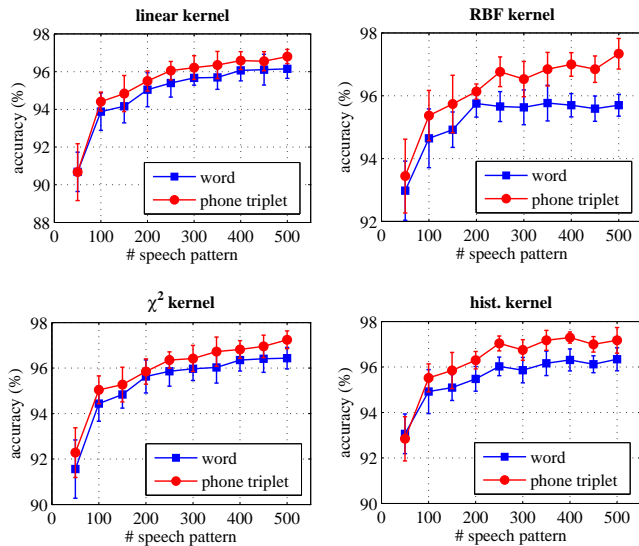 linear kernel
accuracy (%)
98
96
94
92
90
88
0 100 200 300 400 500
# speech pattern
word
phone triplet
RBF kernel
accuracy (%)
98
96
94
92
0 100 200 300 400 500
# speech pattern
word
phone triplet
χ² kernel
accuracy (%)
98
96
94
92
90
0 100 200 300 400 500
# speech pattern
word
phone triplet
hist. kernel
accuracy (%)
98
96
94
92
90
0 100 200 300 400 500
# speech pattern
word
phone triplet